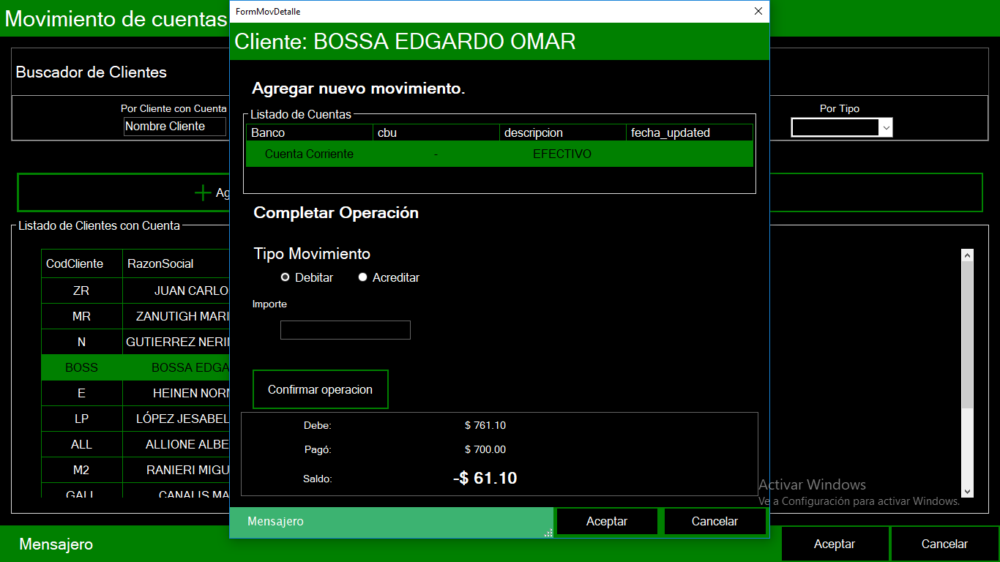 Movimiento de cuentas
FormMovDetalle
Cliente: BOSSA EDGARDO OMAR
Buscador de Clientes
Por Cliente con Cuenta
Nombre Cliente
Por Tipo
Agregar nuevo movimiento.
Listado de Cuentas
Banco cbu descripcion fecha_updated
Cuenta Corriente - EFECTIVO
Ag
Completar Operación
Listado de Clientes con Cuenta
Tipo Movimiento
Debitar Acreditar
Importe
Confirmar operacion
CodCliente RazonSocial
ZR JUAN CARLO
MR ZANUTIGH MARI
N GUTIERREZ NERI
BOSS BOSSA EDGA
E HEINEN NOR
LP LÓPEZ JESABEL
ALL ALLIONE ALBE
M2 RANIERI MIGU
GALL CANALIS MA
Debe: $ 761.10
Pagó: $ 700.00
Saldo: -$ 61.10
Activar Windows
Ve a Configuración para activar Windows.
Mensajero Aceptar Cancelar
Mensajero Aceptar Cancelar